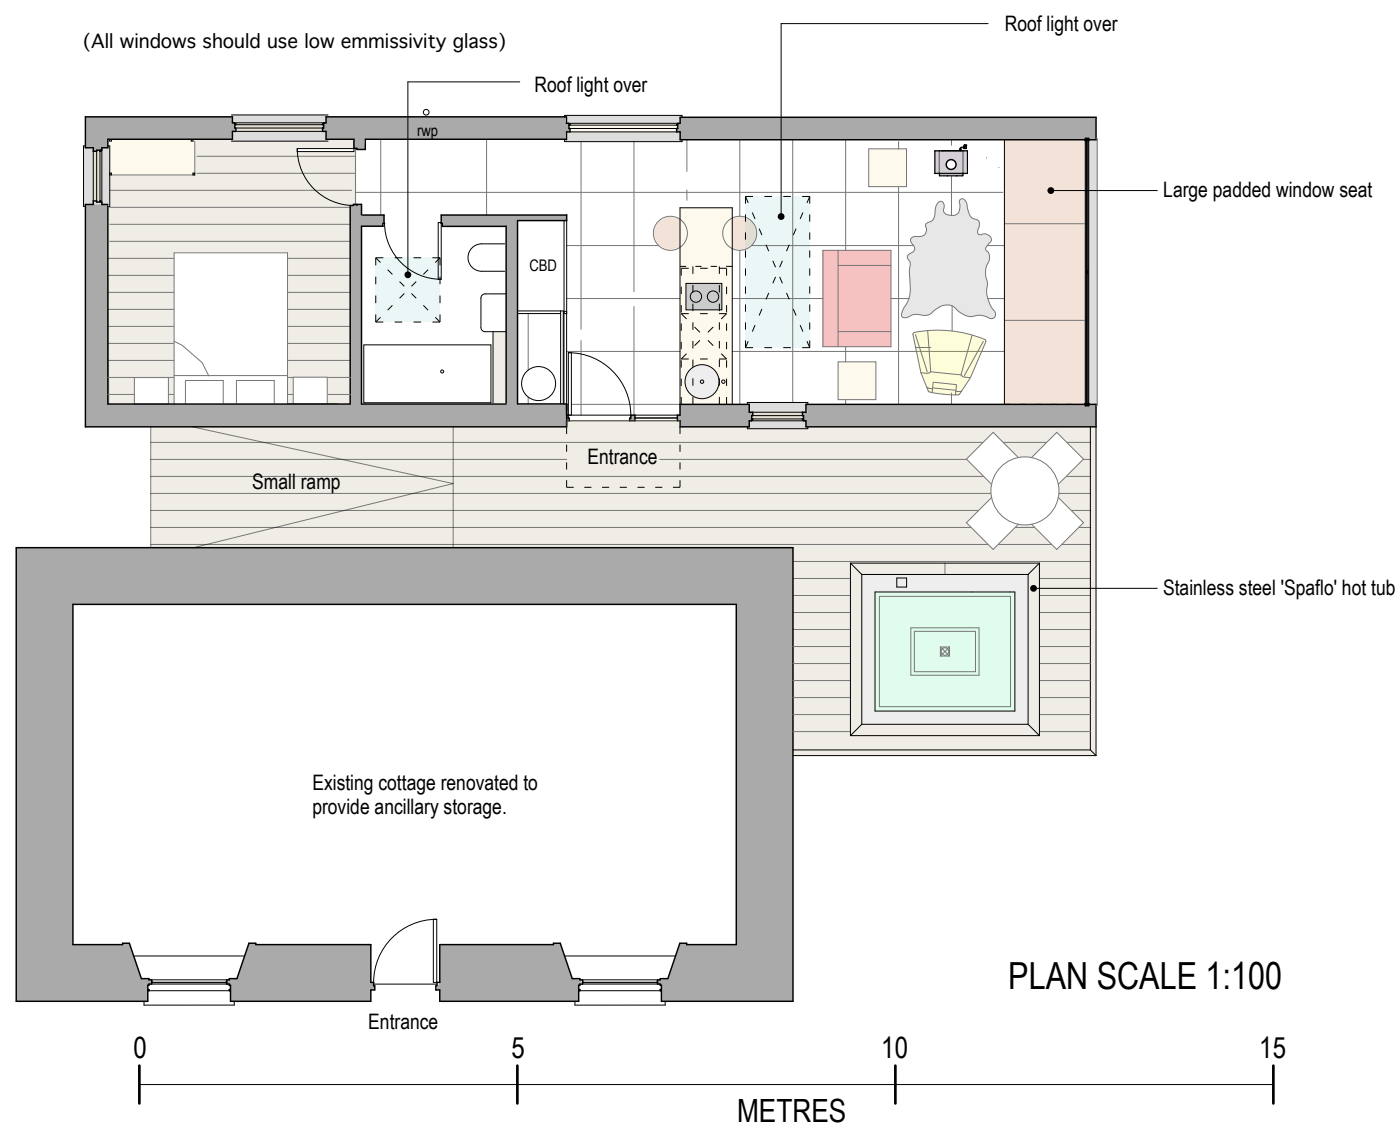 Roof light over
(All windows should use low emmissivity glass)
Roof light over
rwp
Large padded window seat
CBD
Entrance
Small ramp
Stainless steel 'Spaflo' hot tub
Existing cottage renovated to
provide ancillary storage.
PLAN SCALE 1:100
Entrance
0 5 10 15
METRES